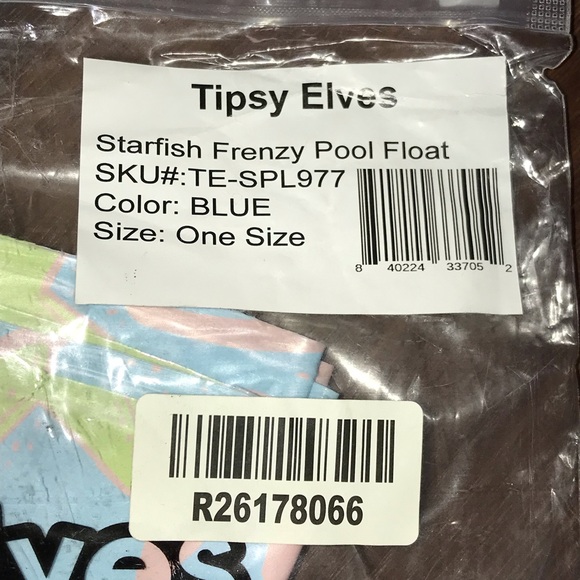 Tipsy Elves
Starfish Frenzy Pool Float
SKU#:TE-SPL977
Color: BLUE
Size: One Size
8 40224 33705 2
R26178066
ves